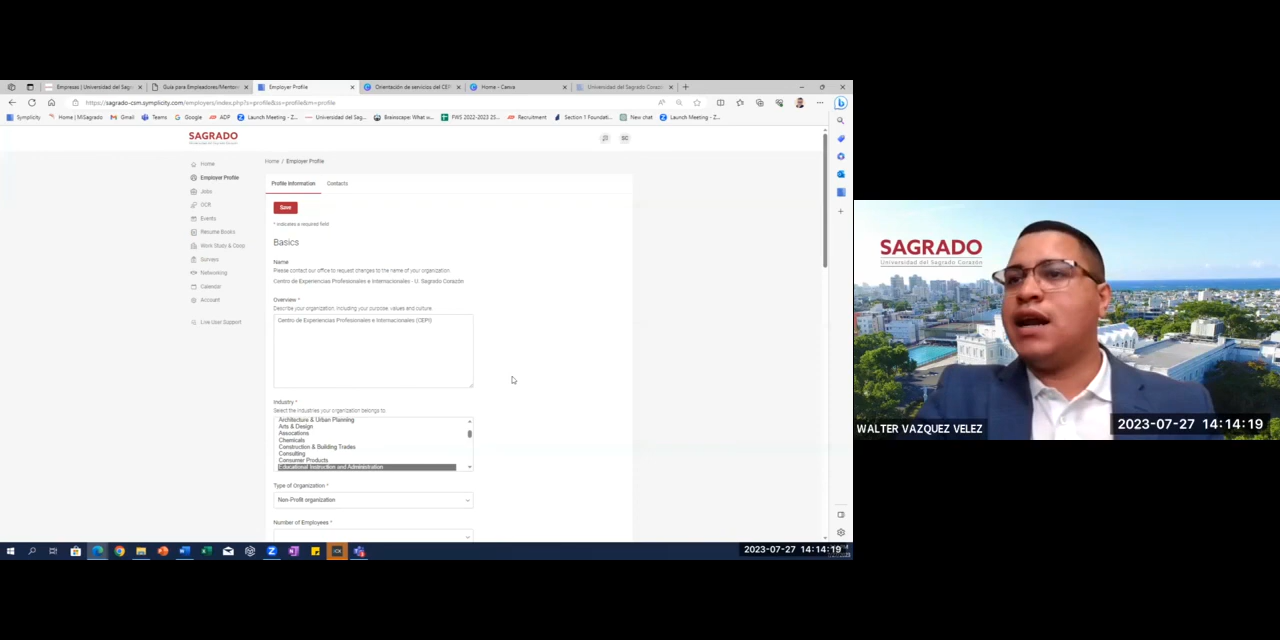 Empresas | Universidad del Sagr
Guía para Empleadores/Mentor
Employer Profile
Orientación de servicios del CEP
Home - Canva
Universidad del Sagrado Corazón
https://sagrado-csm.symplicity.com/employers/index.php?s=profile&ss=profile&m=profile
Symplicity
Home | MiSagrado
Gmail
Teams
Google
ADP
Launch Meeting - Z...
Universidad del Sag...
Brainscape: What w...
FWS 2022-2023 2S...
Recruitment
Section 1 Foundati...
New chat
Launch Meeting - Z...
SAGRADO
Universidad del Sagrado Corazón
SC
Home
Employer Profile
Jobs
OCR
Events
Resume Books
Work Study & Coop
Surveys
Networking
Calendar
Account
Live User Support
Home / Employer Profile
Profile Information
Contacts
Save
* indicates a required field
Basics
Name
Please contact our office to request changes to the name of your organization
Centro de Experiencias Profesionales e Internacionales - U. Sagrado Corazón
Overview *
Describe your organization, including your purpose, values and culture.
Centro de Experiencias Profesionales e Internacionales (CEPI)
Industry *
Select the industries your organization belongs to.
Architecture & Urban Planning
Arts & Design
Associations
Chemicals
Construction & Building Trades
Consulting
Consumer Products
Educational Instruction and Administration
Type of Organization *
Non-Profit organization
Number of Employees *
2023-07-27 14:14:19
SAGRADO
Universidad del Sagrado Corazón
WALTER VAZQUEZ VELEZ
2023-07-27 14:14:19